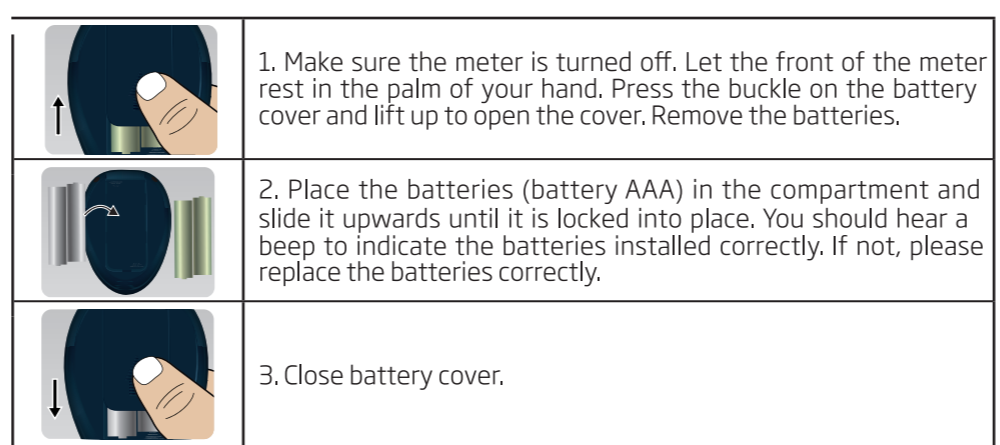 1. Make sure the meter is turned off. Let the front of the meter
rest in the palm of your hand. Press the buckle on the battery
cover and lift up to open the cover. Remove the batteries.
2. Place the batteries (battery AAA) in the compartment and
slide it upwards until it is locked into place. You should hear a
beep to indicate the batteries installed correctly. If not, please
replace the batteries correctly.
3. Close battery cover.